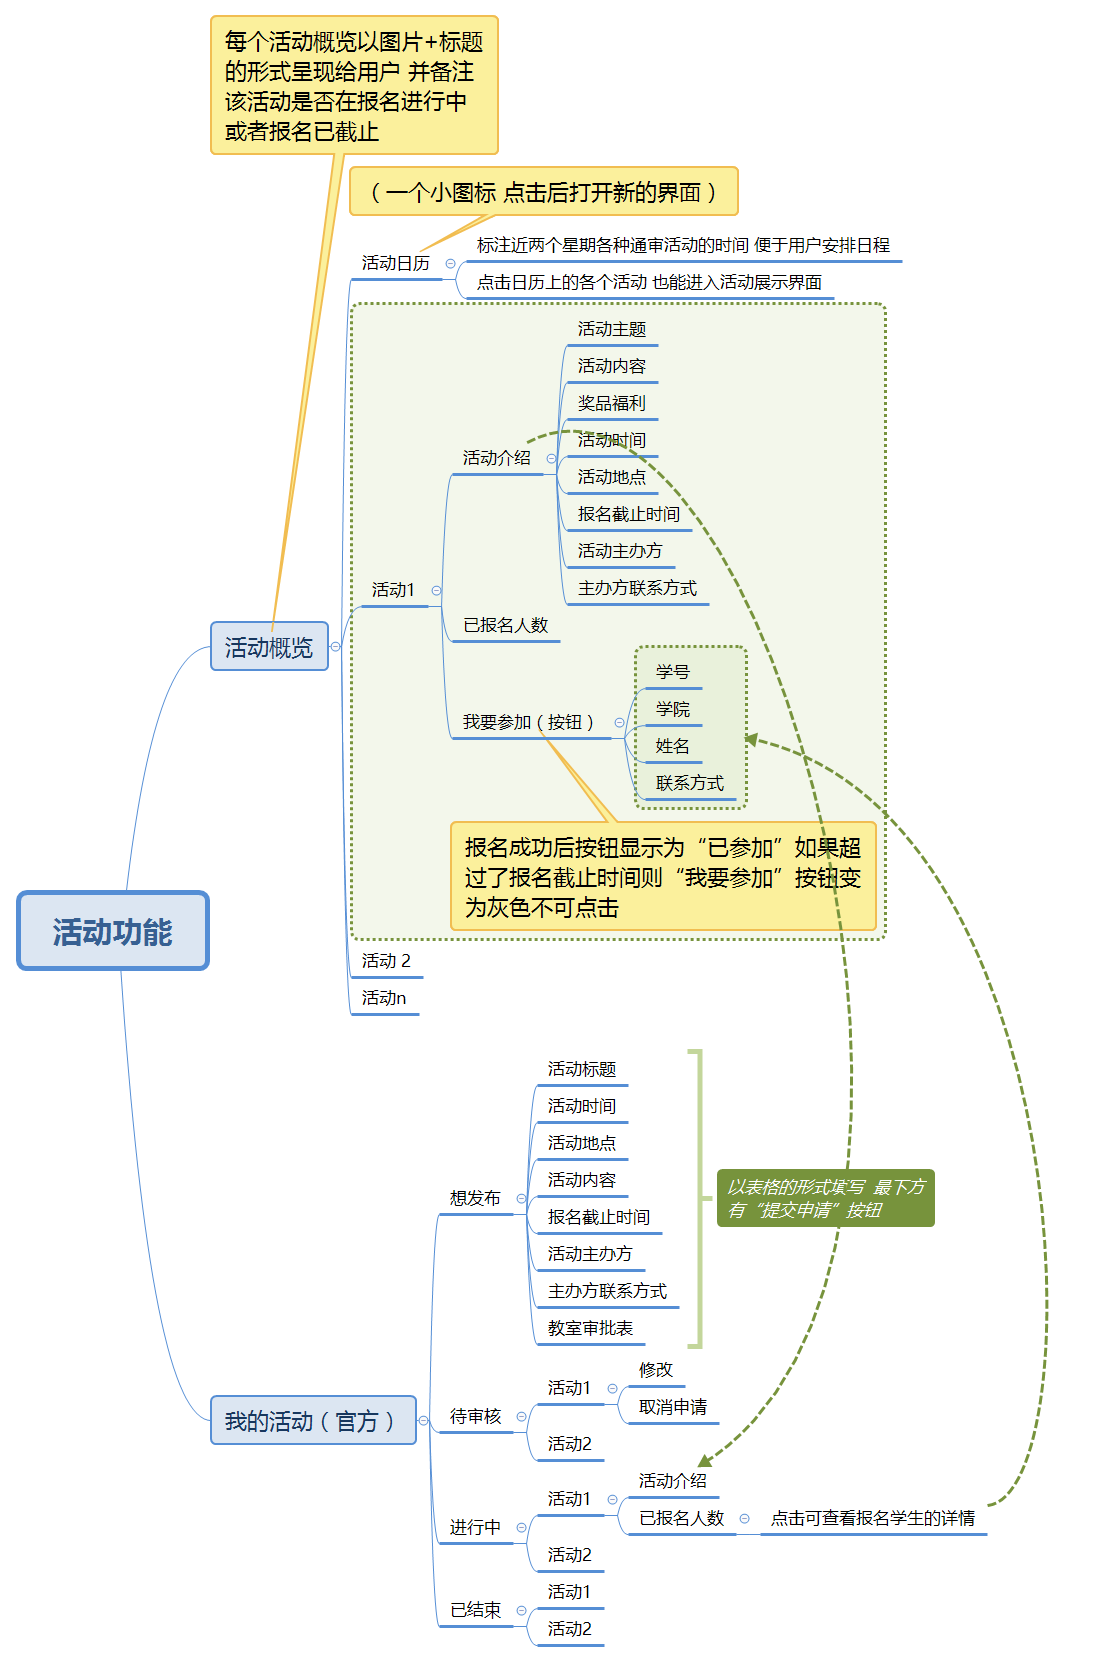 每个活动概览以图片+标题
的形式呈现给用户 并备注
该活动是否在报名进行中
或者报名已截止
（一个小图标 点击后打开新的界面）
活动日历
标注近两个星期各种通审活动的时间 便于用户安排日程
点击日历上的各个活动 也能进入活动展示界面
活动主题
活动内容
奖品福利
活动时间
活动介绍
活动地点
报名截止时间
活动主办方
主办方联系方式
活动1
已报名人数
活动概览
学号
学院
我要参加（按钮）
姓名
联系方式
报名成功后按钮显示为“已参加”如果超
过了报名截止时间则“我要参加”按钮变
为灰色不可点击
活动功能
活动 2
活动n
活动标题
活动时间
活动地点
活动内容
想发布
报名截止时间
活动主办方
主办方联系方式
教室审批表
以表格的形式填写 最下方
有“提交申请”按钮
我的活动（官方）
待审核
活动1
修改
取消申请
活动2
进行中
活动1
活动介绍
已报名人数
点击可查看报名学生的详情
活动2
已结束
活动1
活动2